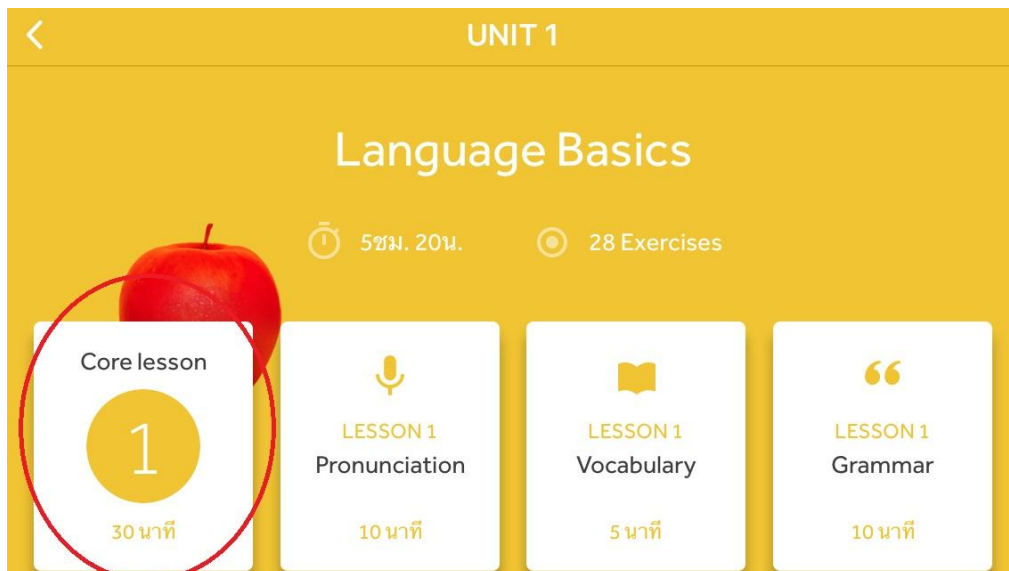 UNIT 1
Language Basics
5ชม. 20น.
28 Exercises
Core lesson
1
30 นาที
LESSON 1
Pronunciation
10 นาที
LESSON 1
Vocabulary
5 นาที
LESSON 1
Grammar
10 นาที